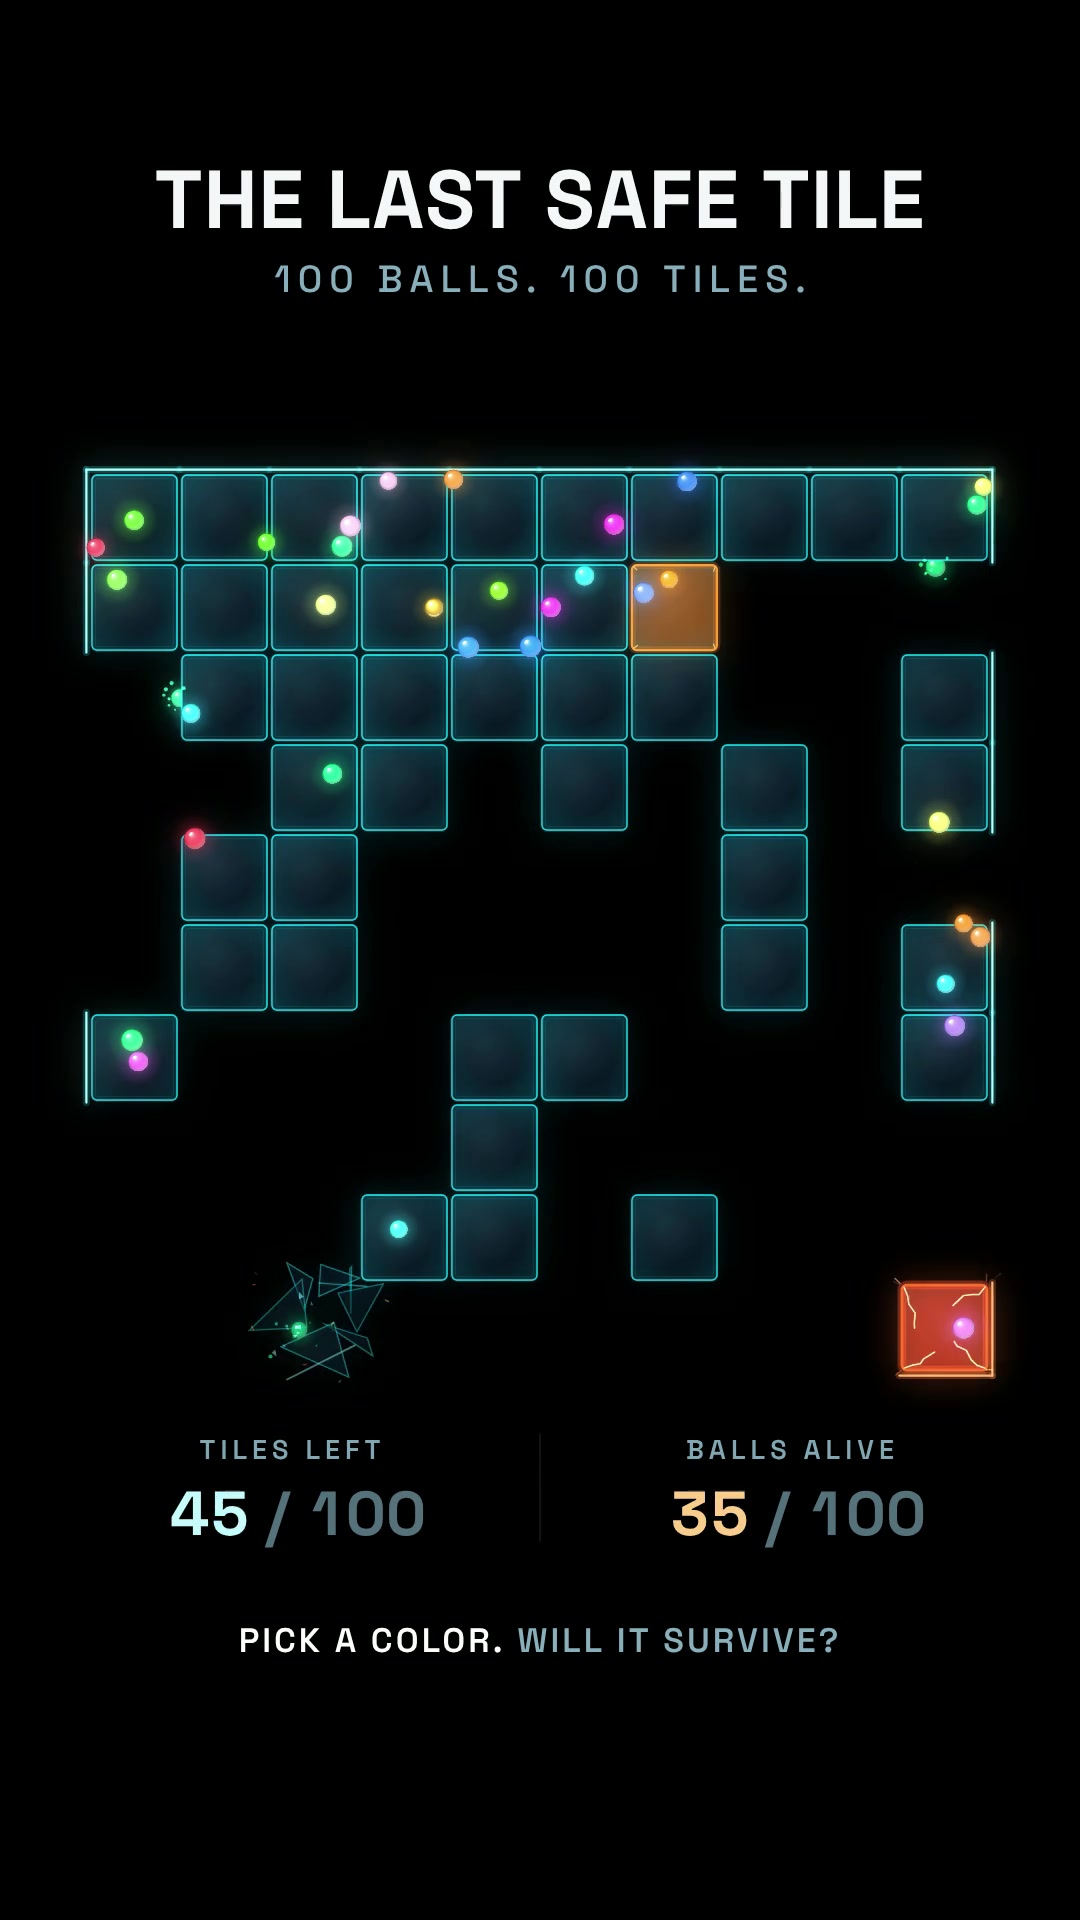 THE LAST SAFE TILE
100 BALLS. 100 TILES.
TILES LEFT
45 / 100
BALLS ALIVE
35 / 100
PICK A COLOR. WILL IT SURVIVE?